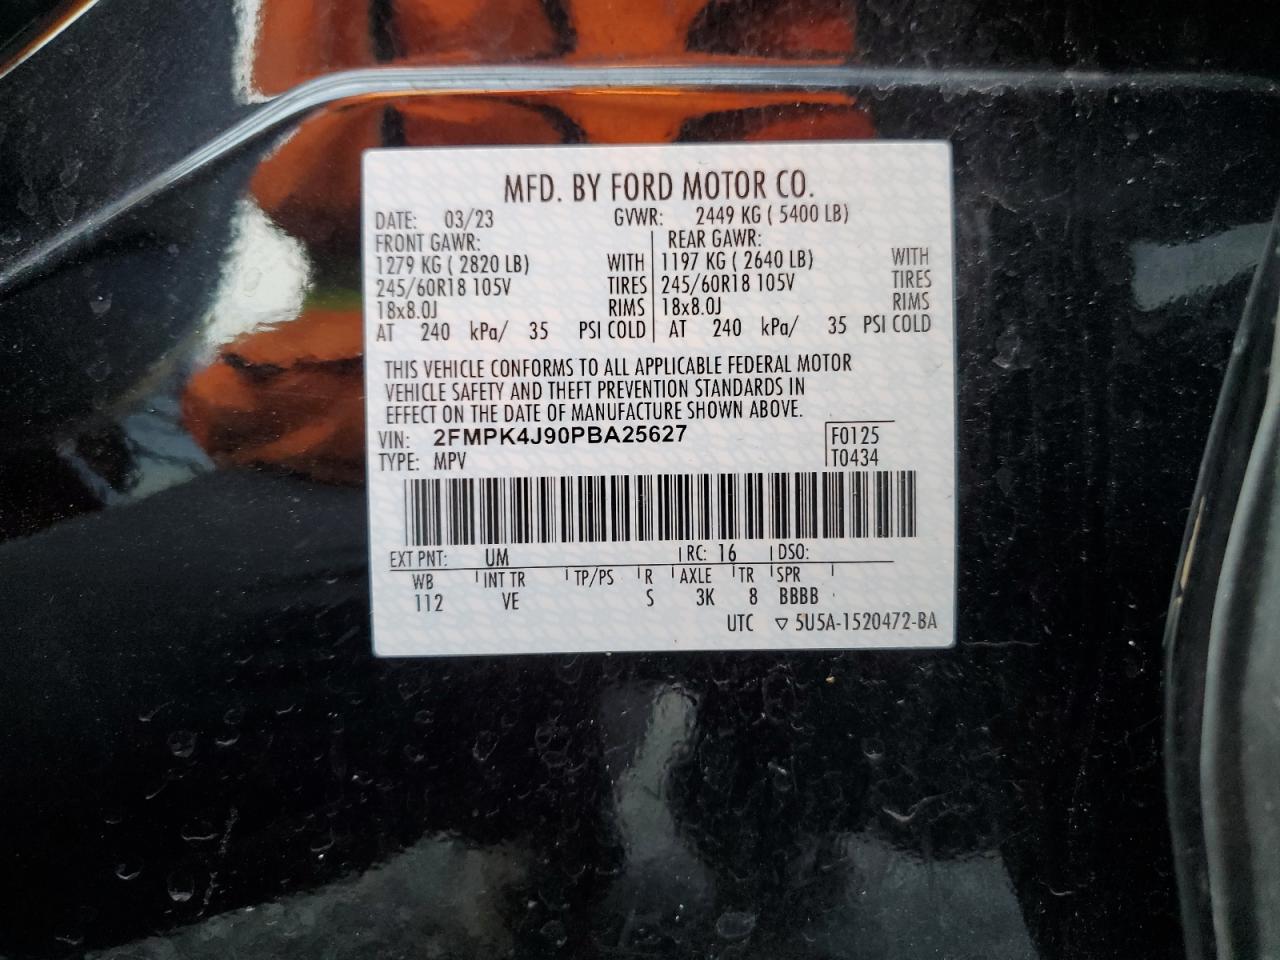 MFD. BY FORD MOTOR CO.
DATE: 03/23 GVWR: 2449 KG ( 5400 LB)
FRONT GAWR: REAR GAWR:
1279 KG ( 2820 LB) WITH 1197 KG ( 2640 LB) WITH
245/60R18 105V TIRES 245/60R18 105V TIRES
18x8.0J RIMS 18x8.0J RIMS
AT 240 kPa/ 35 PSI COLD AT 240 kPa/ 35 PSI COLD
THIS VEHICLE CONFORMS TO ALL APPLICABLE FEDERAL MOTOR
VEHICLE SAFETY AND THEFT PREVENTION STANDARDS IN
EFFECT ON THE DATE OF MANUFACTURE SHOWN ABOVE.
VIN: 2FMPK4J90PBA25627 F0125
TYPE: MPV T0434
EXT PNT: UM RC: 16 DSO:
WB INT TR TP/PS R AXLE TR SPR
112 VE S 3K 8 BBBB
UTC ▽ 5U5A-1520472-BA